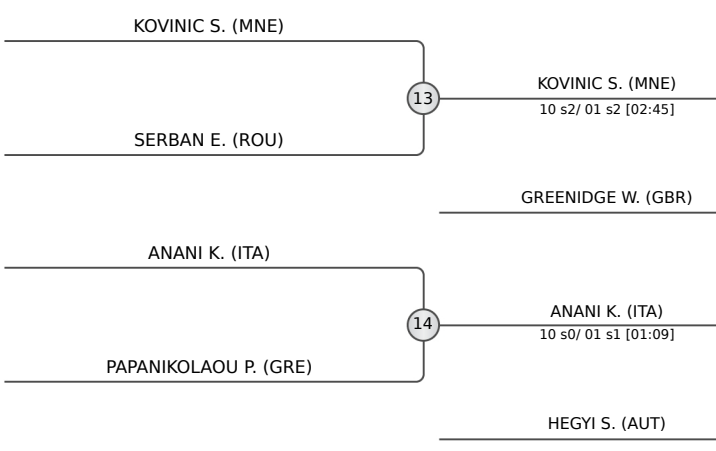 KOVINIC S. (MNE)
13
KOVINIC S. (MNE)
10 s2/ 01 s2 [02:45]
SERBAN E. (ROU)
GREENIDGE W. (GBR)
ANANI K. (ITA)
14
ANANI K. (ITA)
10 s0/ 01 s1 [01:09]
PAPANIKOLAOU P. (GRE)
HEGYI S. (AUT)